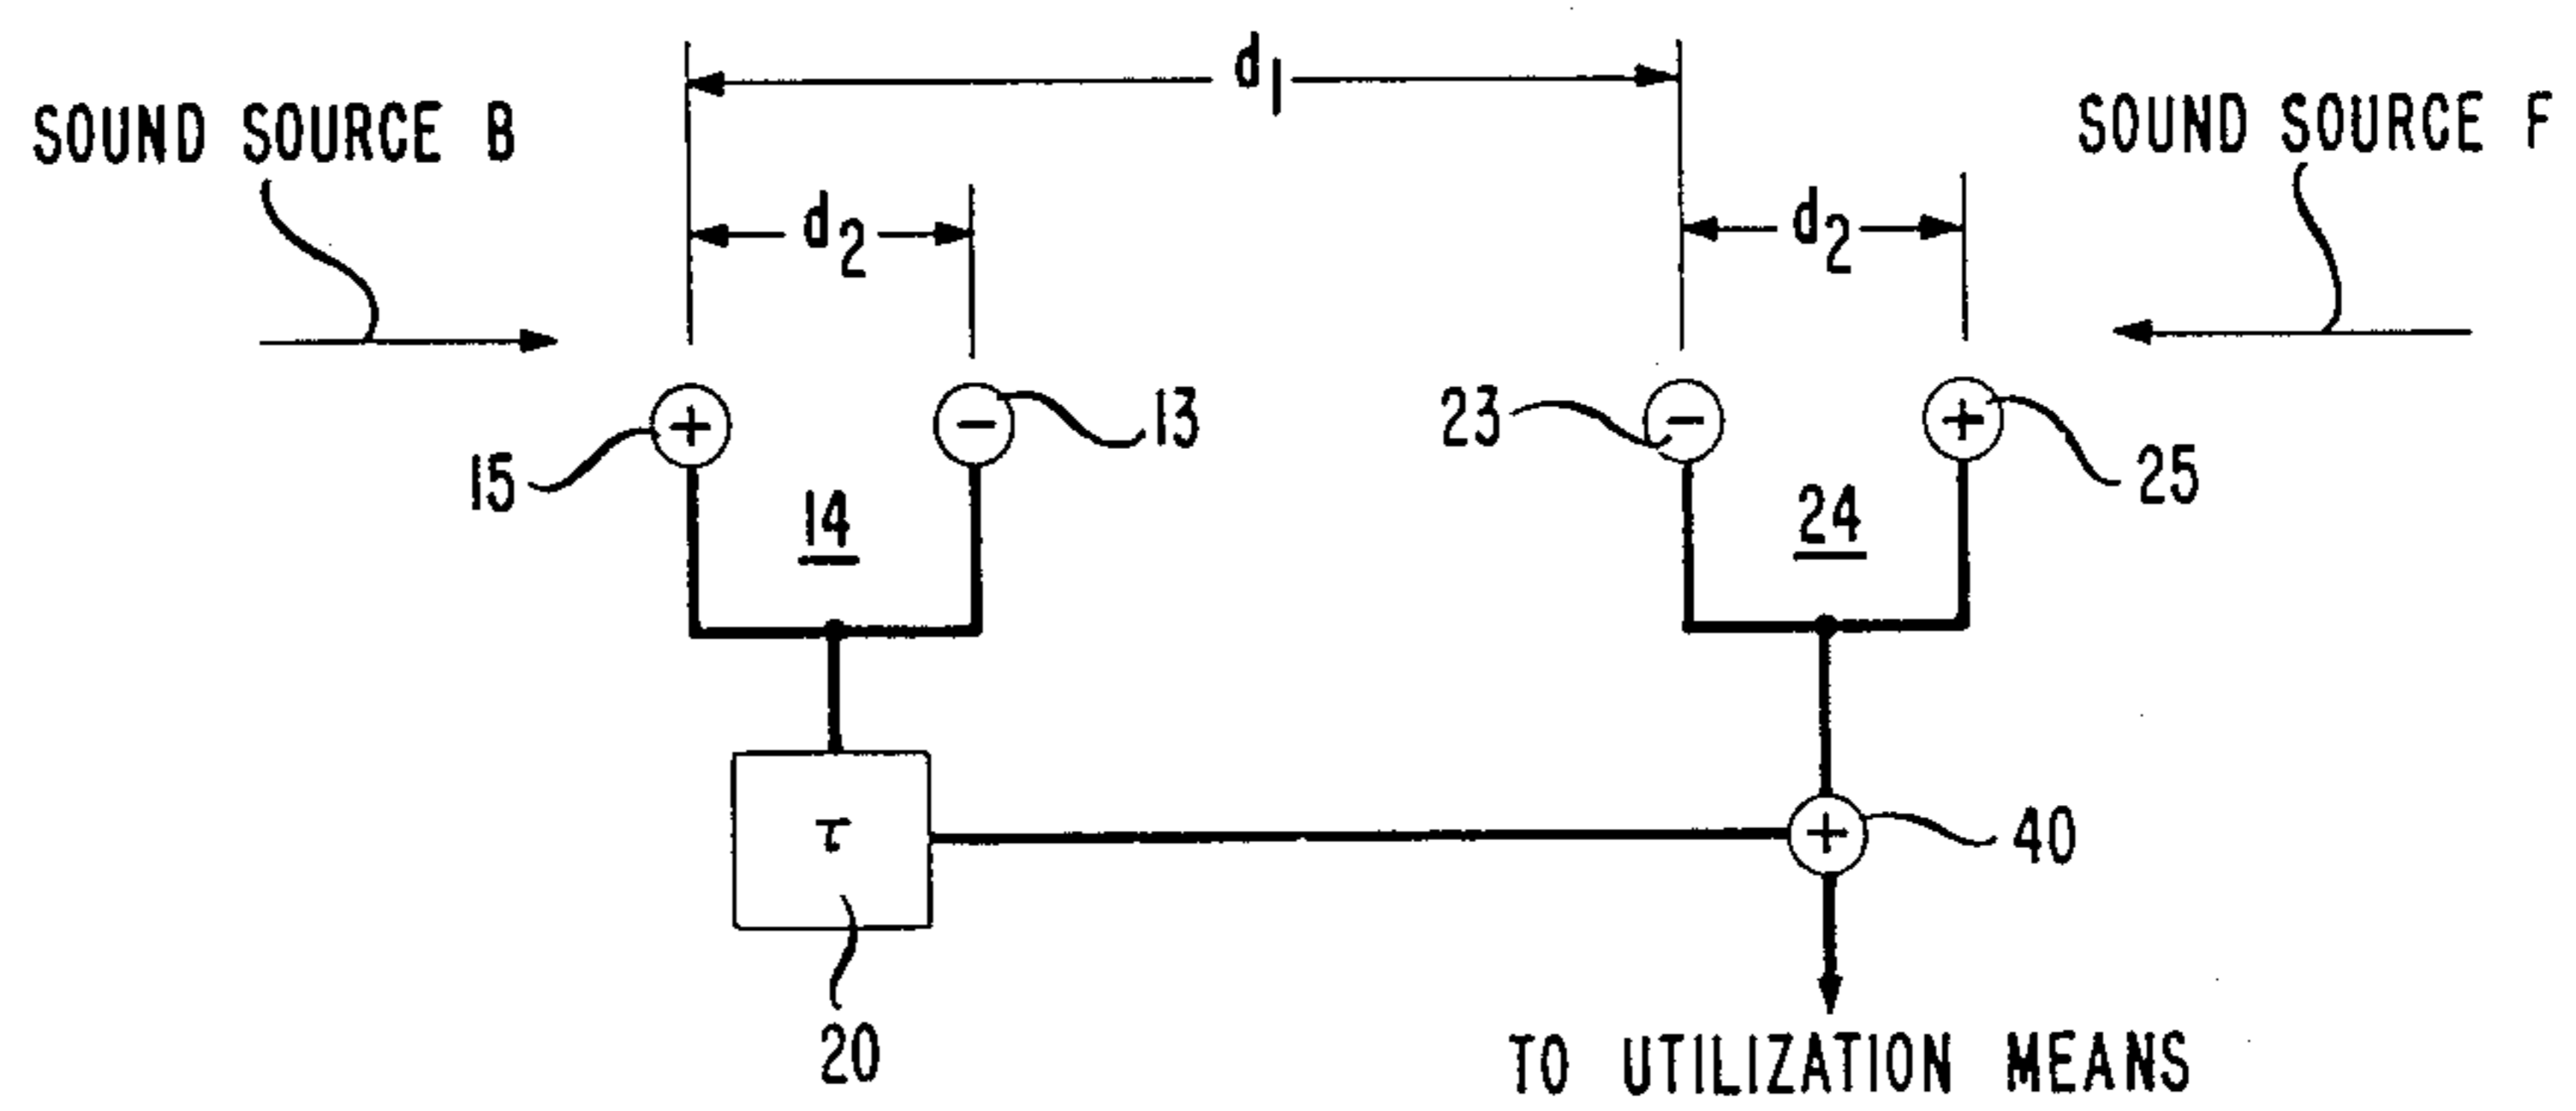 d1
SOUND SOURCE B
SOUND SOURCE F
d2
d2
+
-
13
23
-
+
15
25
14
24
τ
+
40
20
TO UTILIZATION MEANS